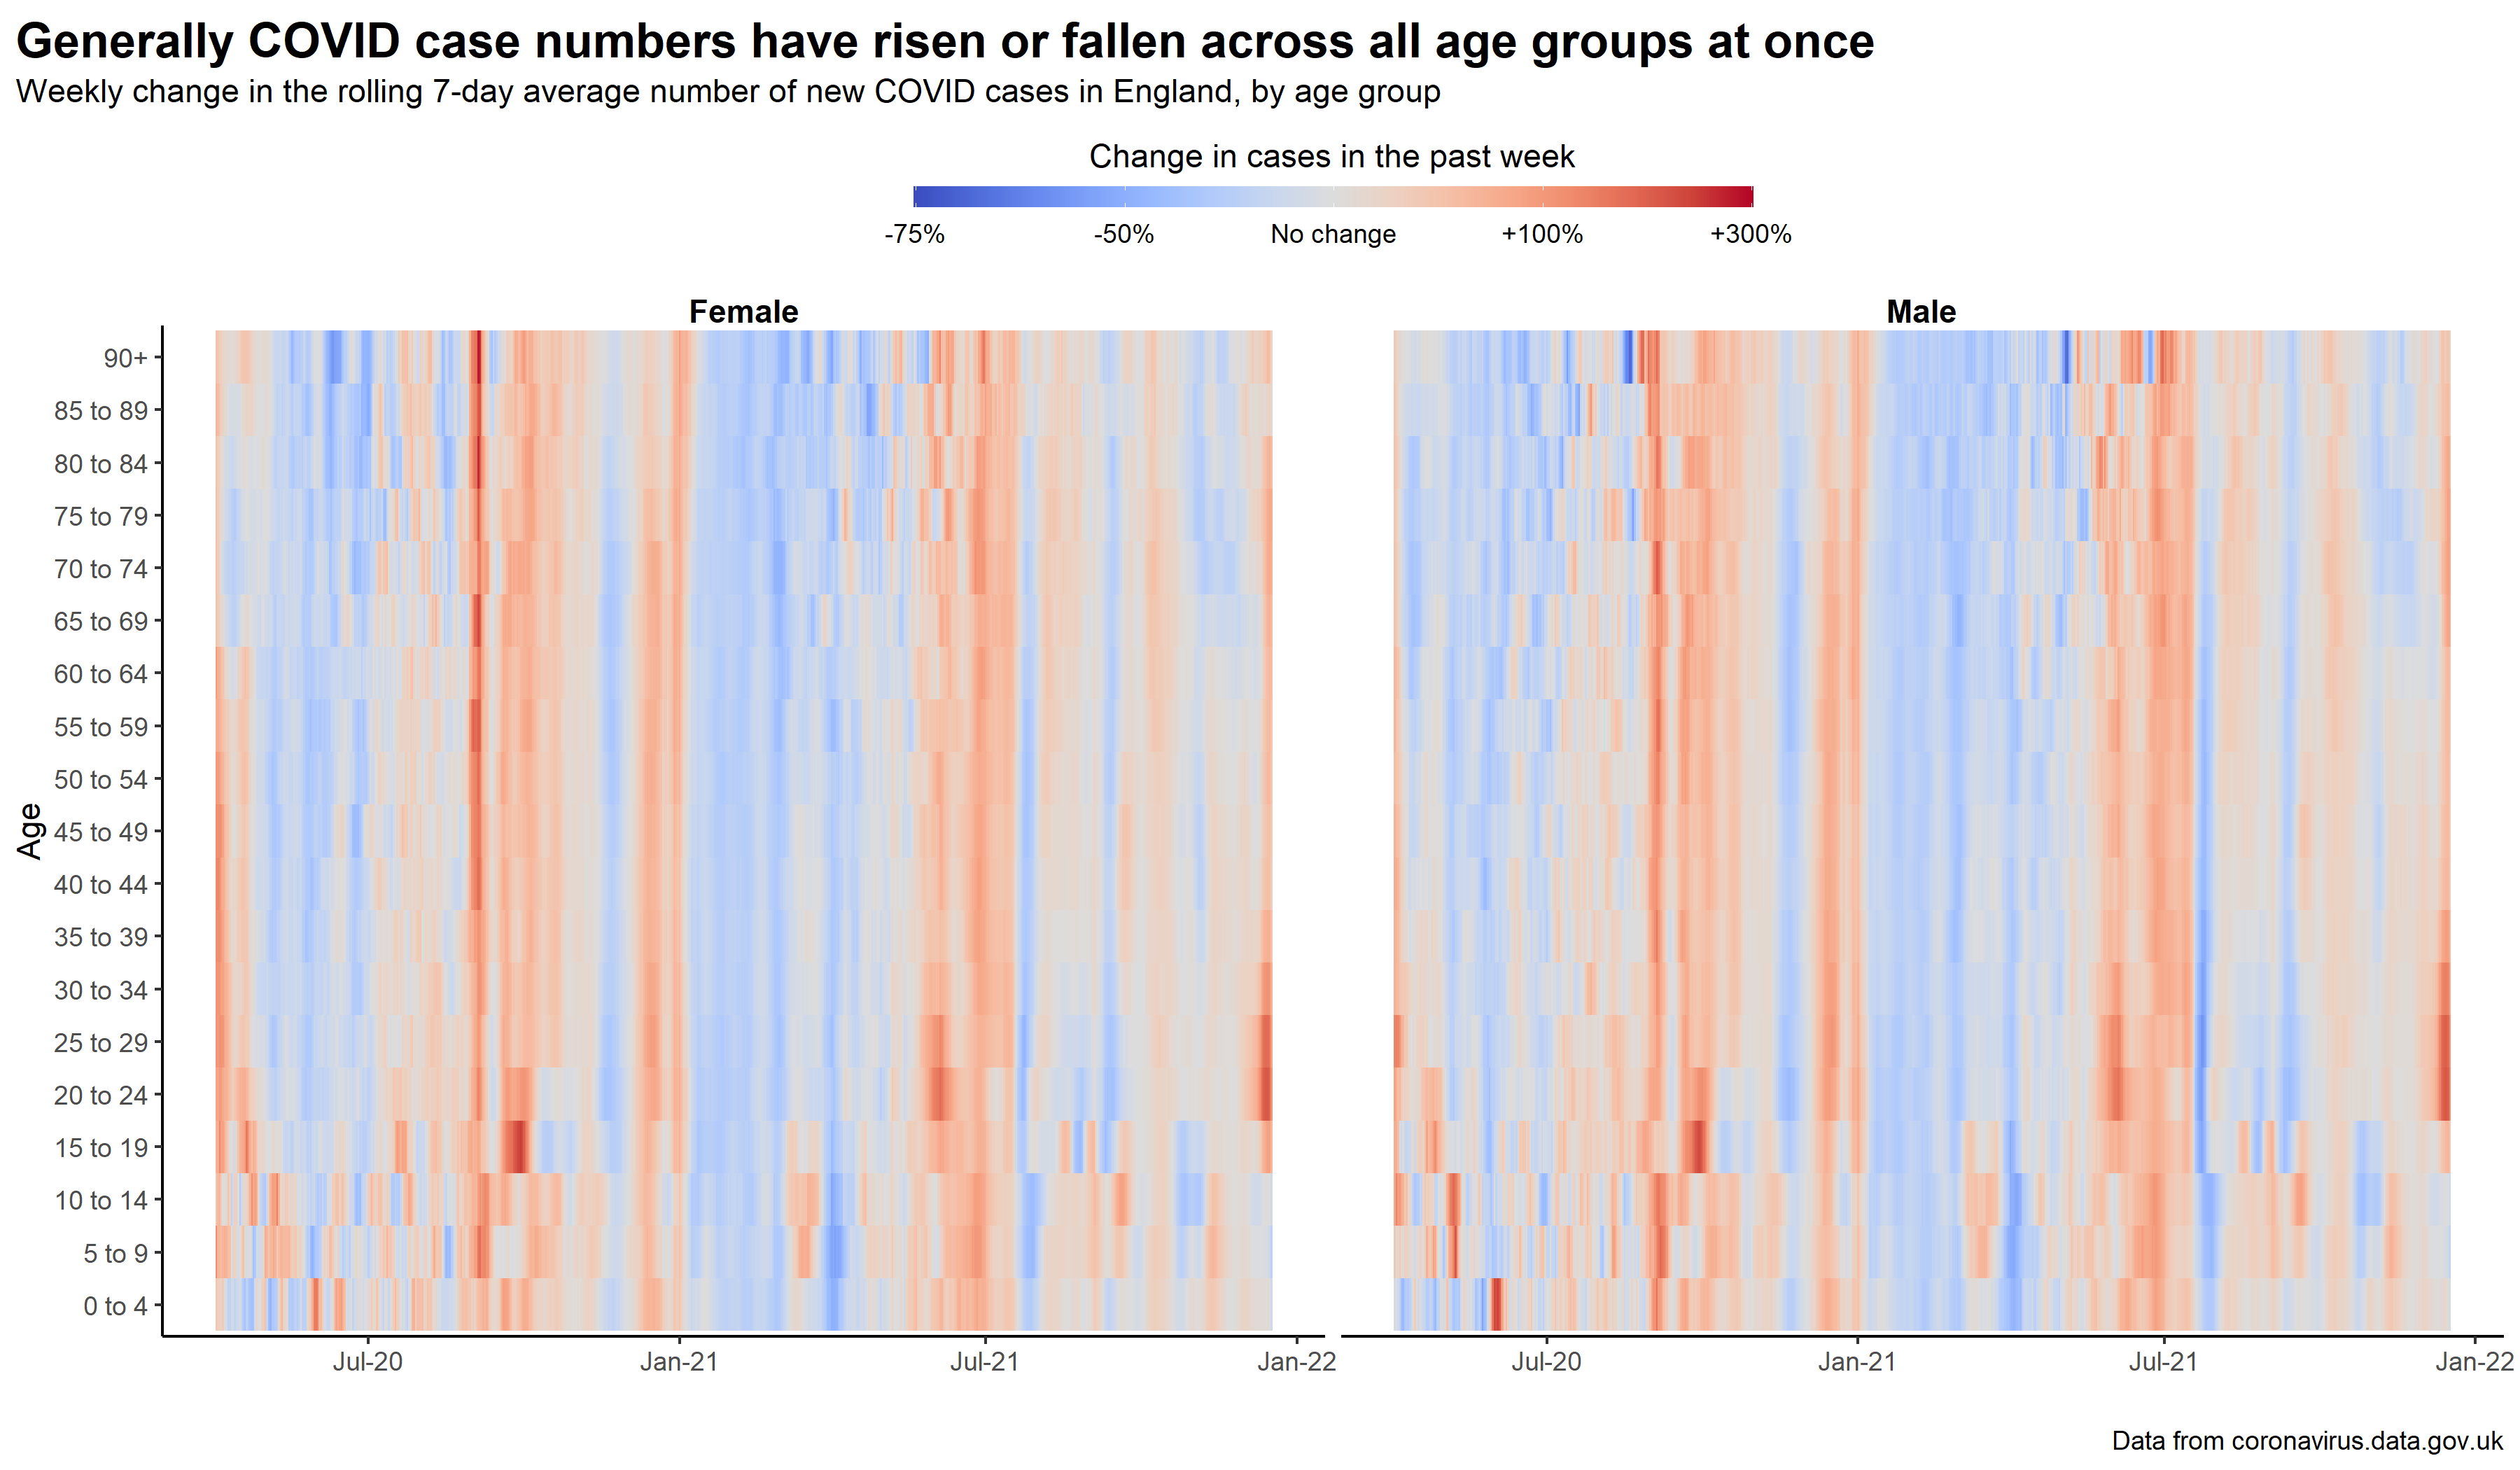 Generally COVID case numbers have risen or fallen across all age groups at once
Weekly change in the rolling 7-day average number of new COVID cases in England, by age group
Change in cases in the past week
-75%
-50%
No change
+100%
+300%
Female
Male
Age
90+
85 to 89
80 to 84
75 to 79
70 to 74
65 to 69
60 to 64
55 to 59
50 to 54
45 to 49
40 to 44
35 to 39
30 to 34
25 to 29
20 to 24
15 to 19
10 to 14
5 to 9
0 to 4
Jul-20
Jan-21
Jul-21
Jan-22
Jul-20
Jan-21
Jul-21
Jan-22
Data from coronavirus.data.gov.uk